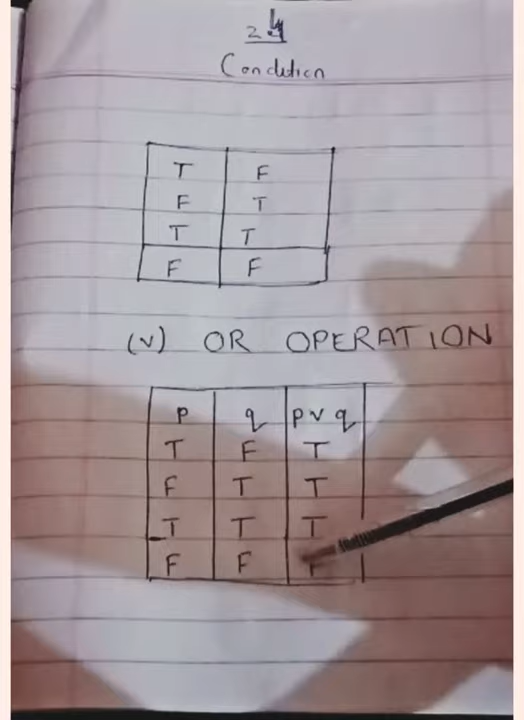 24
Condition
T F
F T
T T
F F
(v) OR OPERATION
p q p v q
T F T
F T T
T T T
F F F